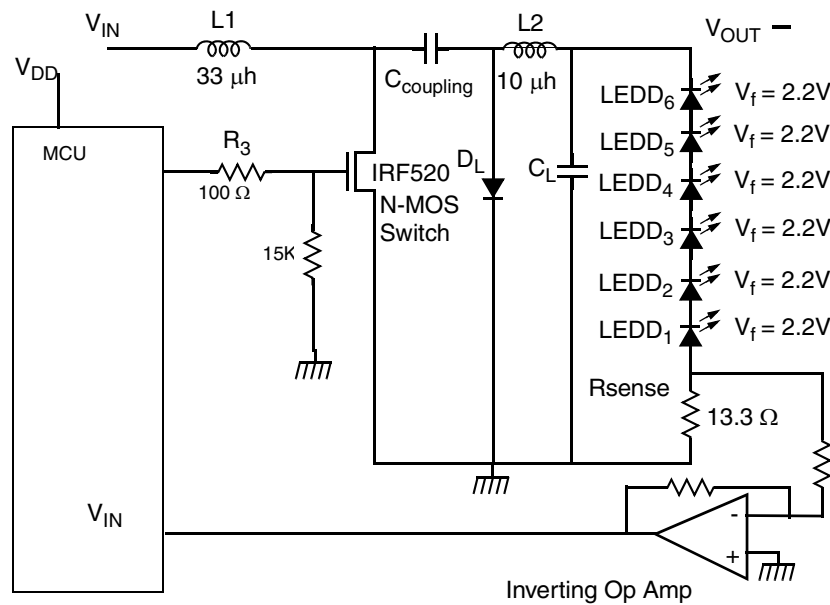 L1
L2
V_IN
V_OUT –
V_DD
33 μh
C_coupling
10 μh
LEDD_6
V_f = 2.2V
MCU
R_3
LEDD_5
V_f = 2.2V
100 Ω
IRF520
N-MOS
Switch
D_L
C_L
LEDD_4
V_f = 2.2V
15K
LEDD_3
V_f = 2.2V
LEDD_2
V_f = 2.2V
LEDD_1
V_f = 2.2V
Rsense
13.3 Ω
V_IN
-
+
Inverting Op Amp